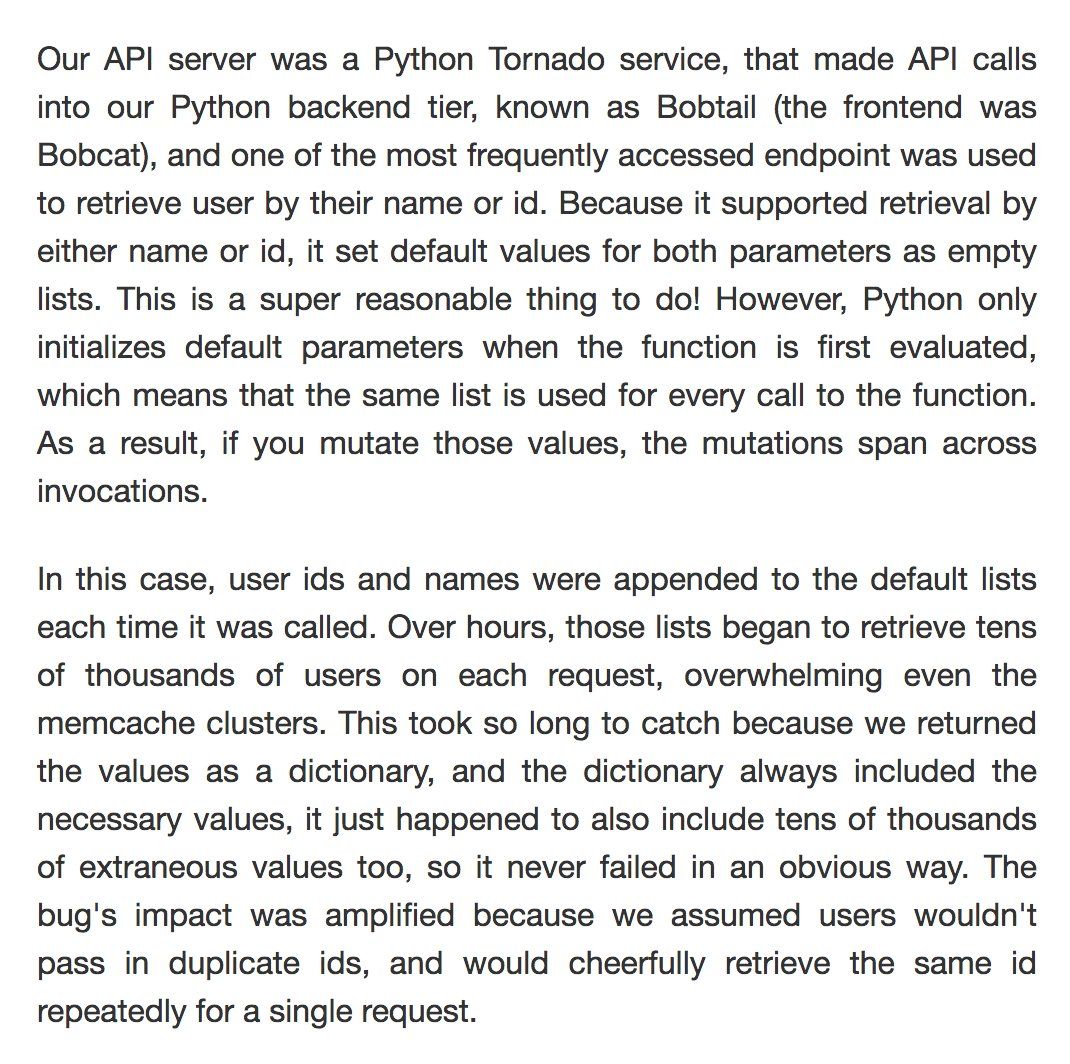 Our API server was a Python Tornado service, that made API calls
into our Python backend tier, known as Bobtail (the frontend was
Bobcat), and one of the most frequently accessed endpoint was used
to retrieve user by their name or id. Because it supported retrieval by
either name or id, it set default values for both parameters as empty
lists. This is a super reasonable thing to do! However, Python only
initializes default parameters when the function is first evaluated,
which means that the same list is used for every call to the function.
As a result, if you mutate those values, the mutations span across
invocations.
In this case, user ids and names were appended to the default lists
each time it was called. Over hours, those lists began to retrieve tens
of thousands of users on each request, overwhelming even the
memcache clusters. This took so long to catch because we returned
the values as a dictionary, and the dictionary always included the
necessary values, it just happened to also include tens of thousands
of extraneous values too, so it never failed in an obvious way. The
bug's impact was amplified because we assumed users wouldn't
pass in duplicate ids, and would cheerfully retrieve the same id
repeatedly for a single request.